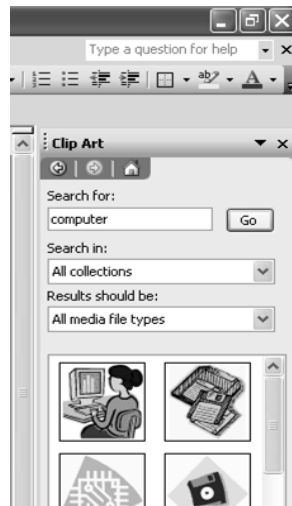 Type a question for help
ab
A
Clip Art
Search for:
computer
Go
Search in:
All collections
Results should be:
All media file types